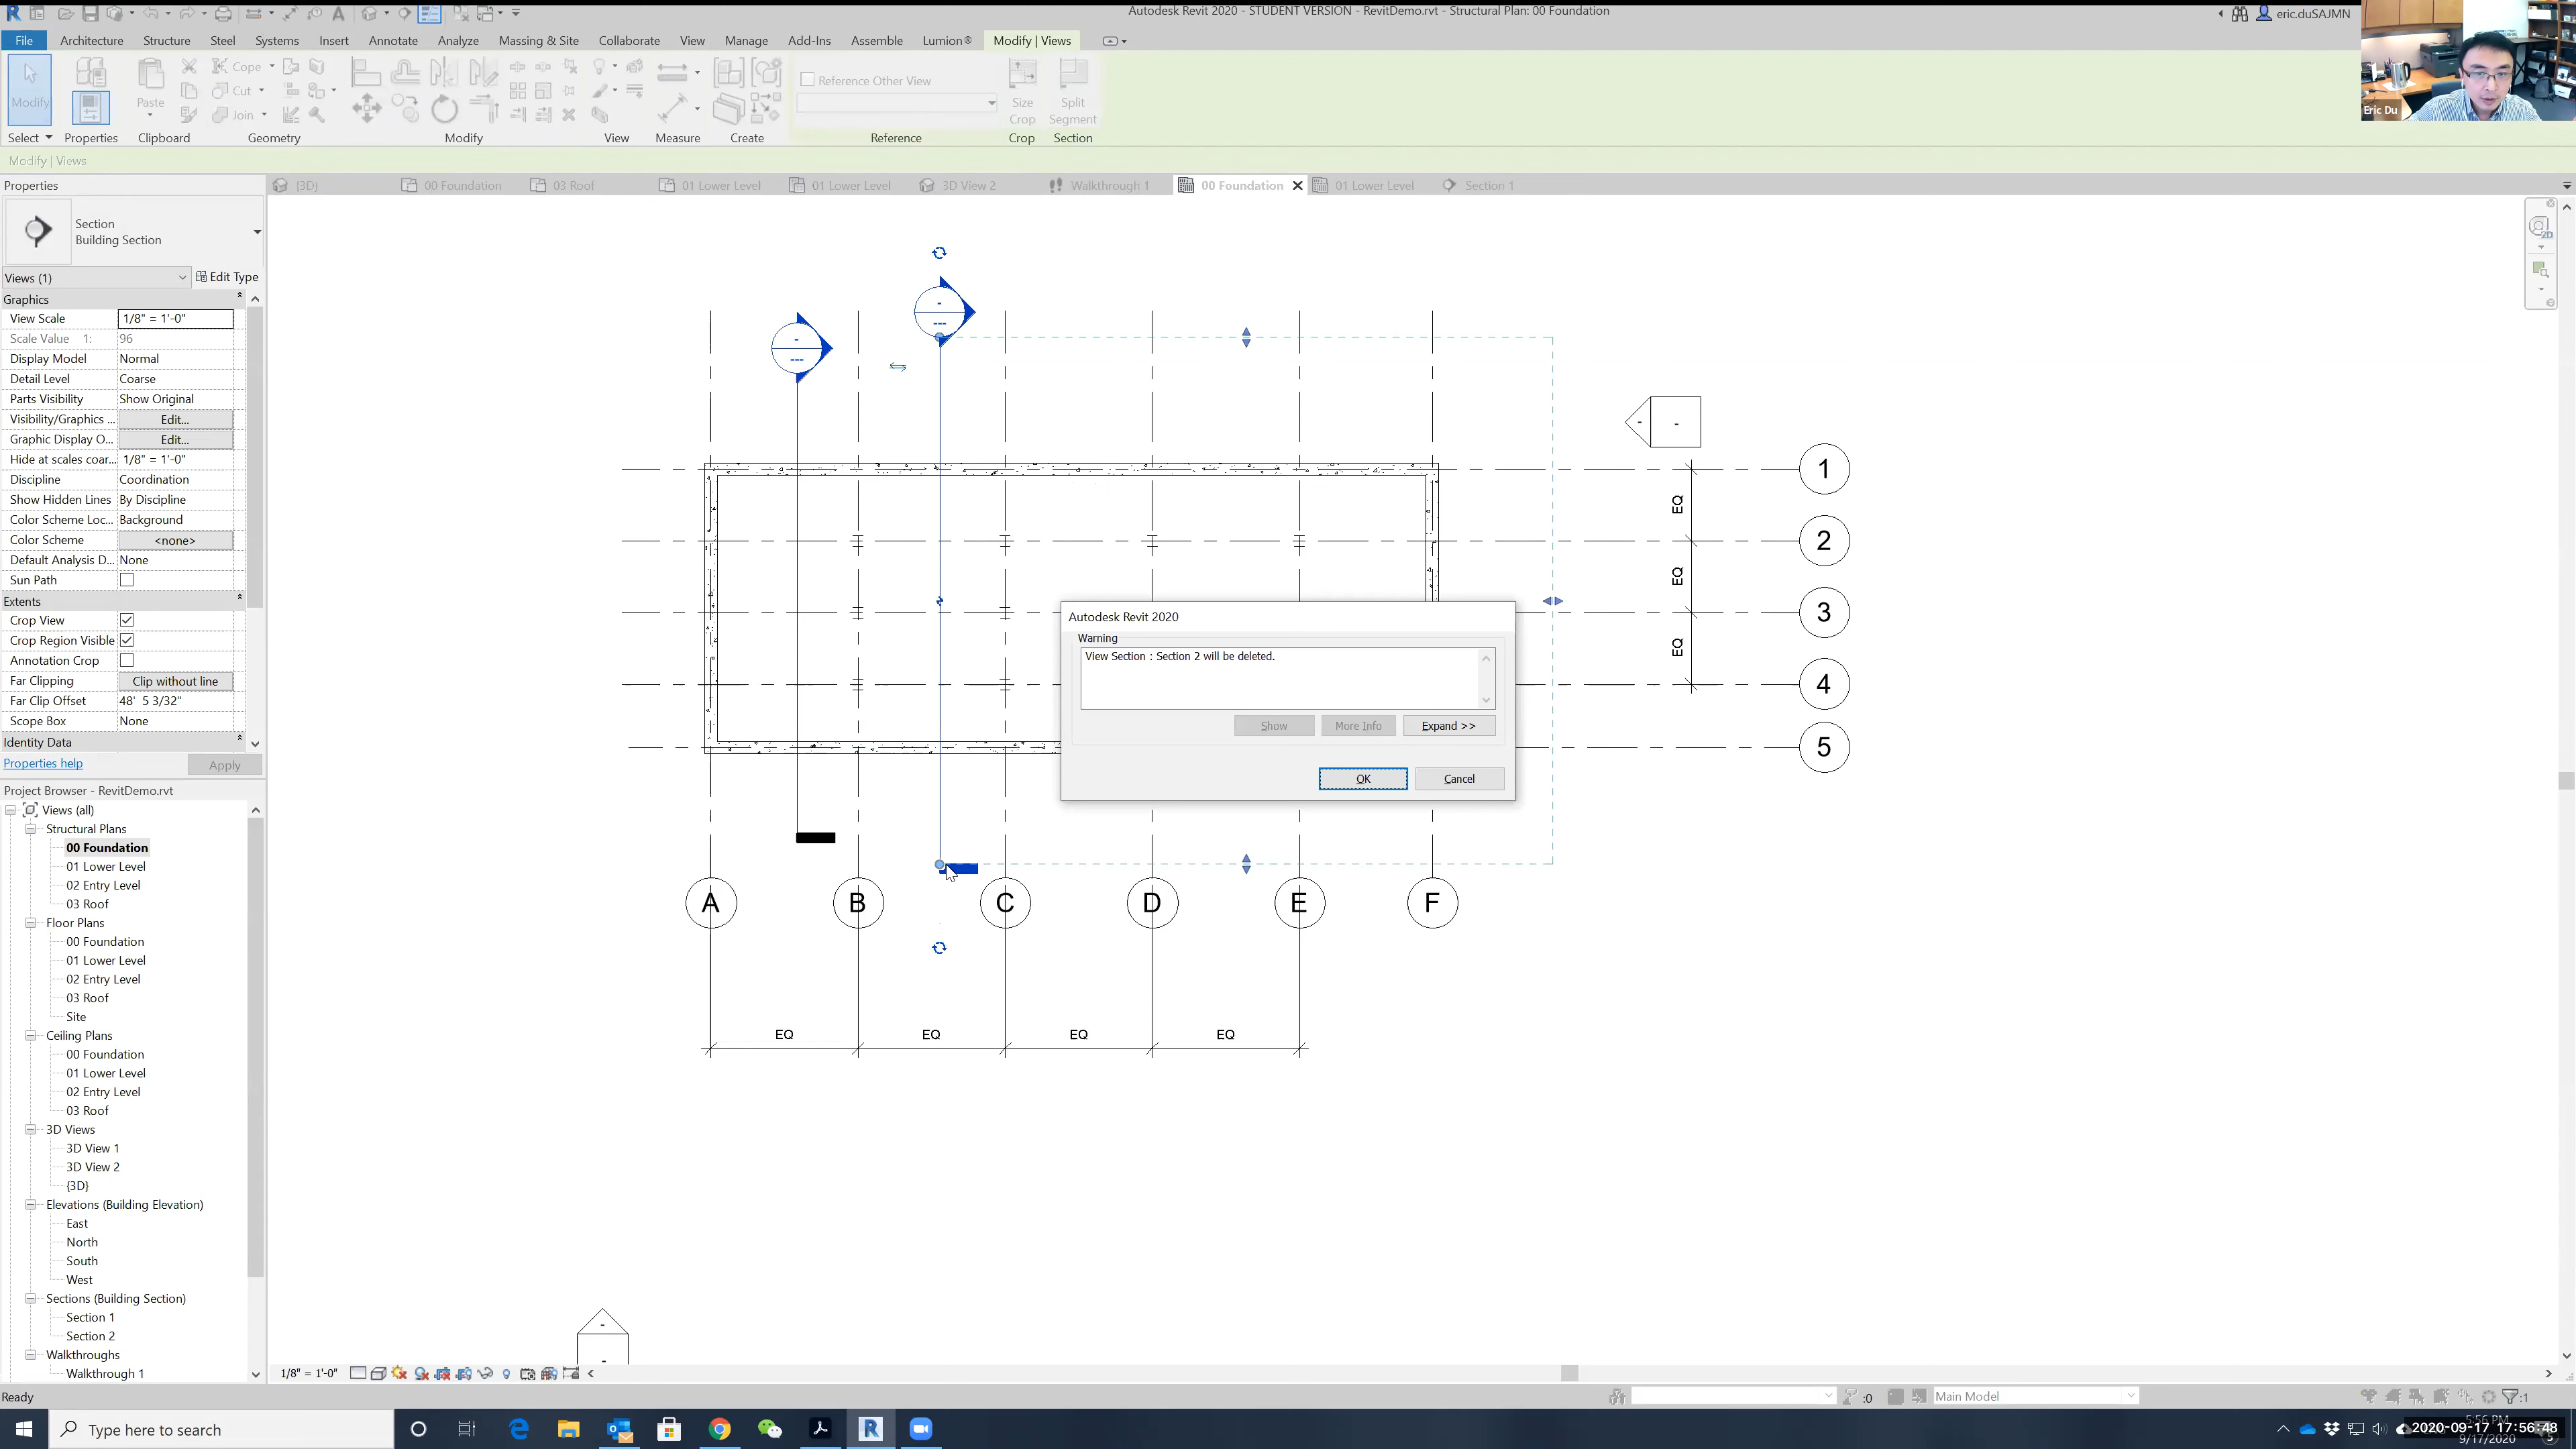 Autodesk Revit 2020 - STUDENT VERSION - RevitDemo.rvt - Structural Plan: 00 Foundation
eric.duSAJMN
File Architecture Structure Steel Systems Insert Annotate Analyze Massing & Site Collaborate View Manage Add-Ins Assemble Lumion® Modify | Views
Modify
Paste
Cope
Cut
Join
Reference Other View
Size Crop
Split Segment
Select Properties Clipboard Geometry Modify View Measure Create Reference Crop Section
Modify | Views
Eric Du
Properties
{3D} 00 Foundation 03 Roof 01 Lower Level 01 Lower Level 3D View 2 Walkthrough 1 00 Foundation 01 Lower Level Section 1
Section
Building Section
Views (1) Edit Type
Graphics
View Scale 1/8" = 1'-0"
Scale Value 1: 96
Display Model Normal
Detail Level Coarse
Parts Visibility Show Original
Visibility/Graphics ... Edit...
Graphic Display O... Edit...
Hide at scales coar... 1/8" = 1'-0"
Discipline Coordination
Show Hidden Lines By Discipline
Color Scheme Loc... Background
Color Scheme <none>
Default Analysis D... None
Sun Path
Extents
Crop View
Crop Region Visible
Annotation Crop
Far Clipping Clip without line
Far Clip Offset 48' 5 3/32"
Scope Box None
Identity Data
Properties help Apply
Project Browser - RevitDemo.rvt
Views (all)
Structural Plans
00 Foundation
01 Lower Level
02 Entry Level
03 Roof
Floor Plans
00 Foundation
01 Lower Level
02 Entry Level
03 Roof
Site
Ceiling Plans
00 Foundation
01 Lower Level
02 Entry Level
03 Roof
3D Views
3D View 1
3D View 2
{3D}
Elevations (Building Elevation)
East
North
South
West
Sections (Building Section)
Section 1
Section 2
Walkthroughs
Walkthrough 1
1
EQ
2
EQ
3
EQ
4
5
Autodesk Revit 2020
Warning
View Section : Section 2 will be deleted.
Show More Info Expand >>
OK Cancel
A B C D E F
EQ EQ EQ EQ
1/8" = 1'-0"
Ready
:0
Main Model
:1
Type here to search
5:56 PM
2020-09-17 17:56:48
9/17/2020